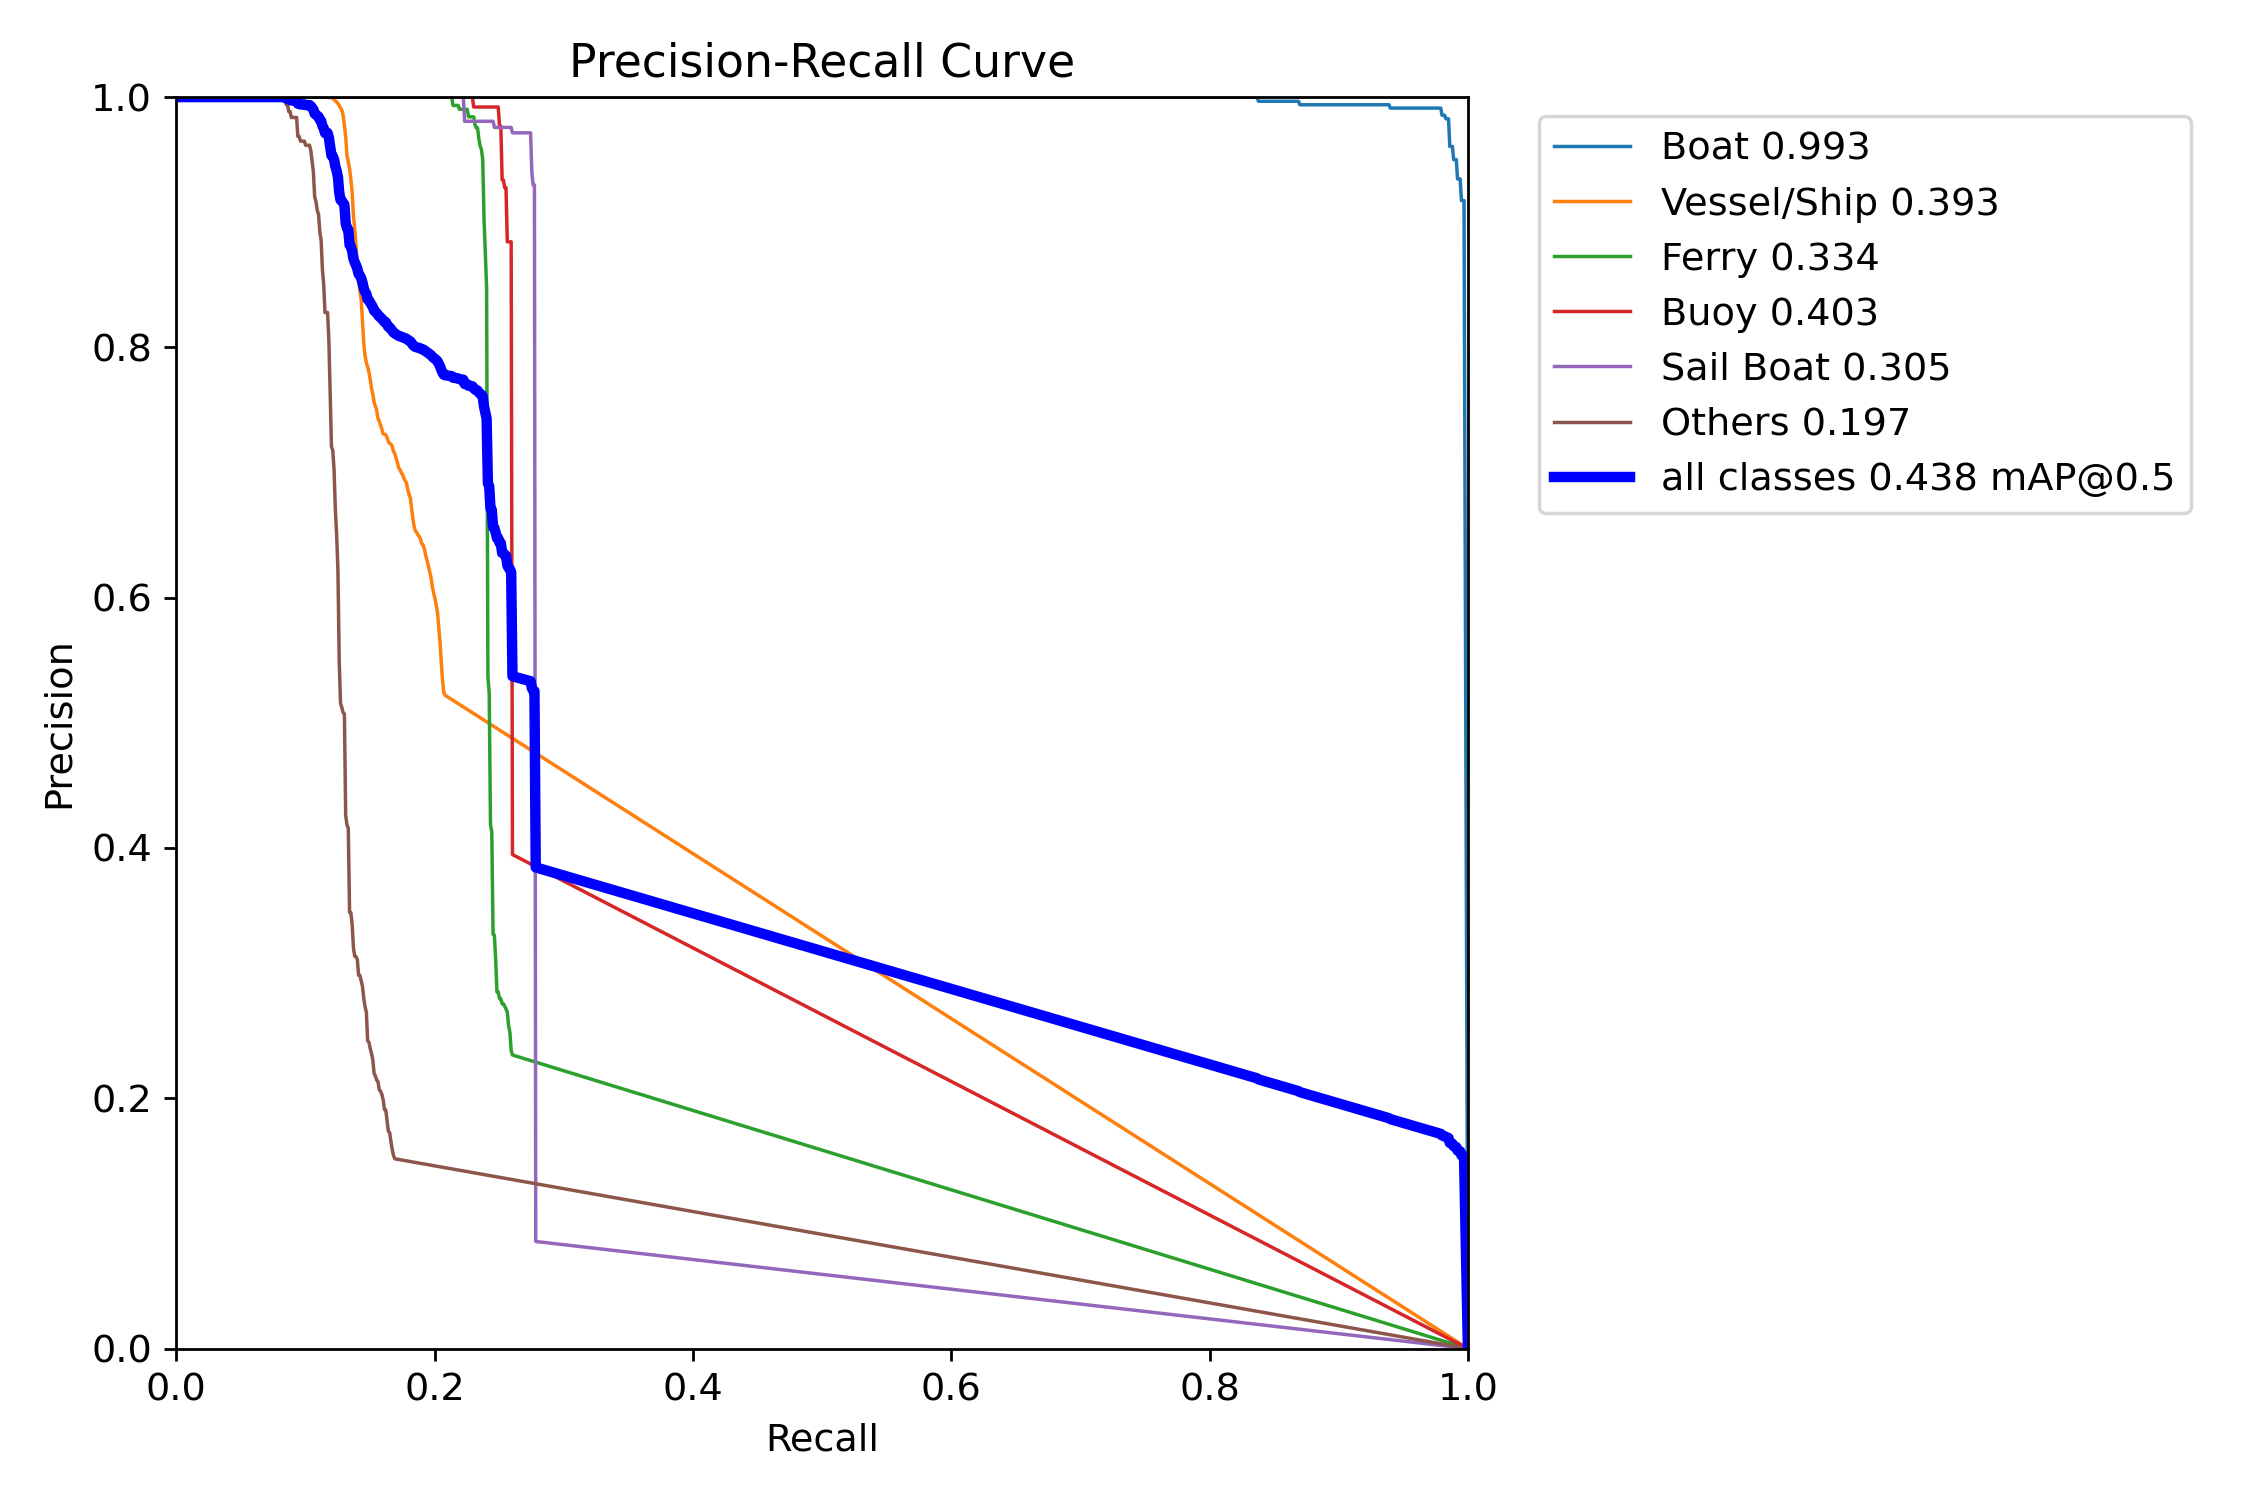 Precision-Recall Curve
1.0
0.8
0.6
0.4
0.2
0.0
Precision
0.0 0.2 0.4 0.6 0.8 1.0
Recall
Boat 0.993
Vessel/Ship 0.393
Ferry 0.334
Buoy 0.403
Sail Boat 0.305
Others 0.197
all classes 0.438 mAP@0.5